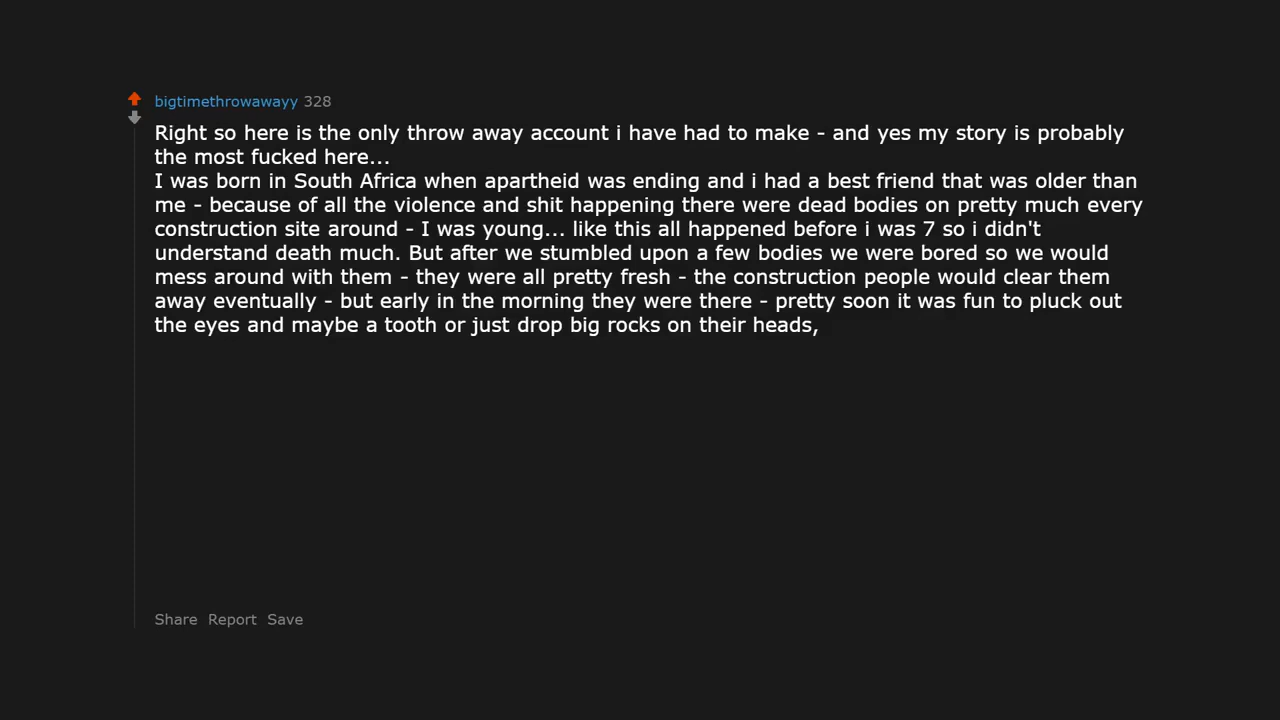 bigtimethrowawayy 328
Right so here is the only throw away account i have had to make - and yes my story is probably
the most fucked here...
I was born in South Africa when apartheid was ending and i had a best friend that was older than
me - because of all the violence and shit happening there were dead bodies on pretty much every
construction site around - I was young... like this all happened before i was 7 so i didn't
understand death much. But after we stumbled upon a few bodies we were bored so we would
mess around with them - they were all pretty fresh - the construction people would clear them
away eventually - but early in the morning they were there - pretty soon it was fun to pluck out
the eyes and maybe a tooth or just drop big rocks on their heads,
Share Report Save